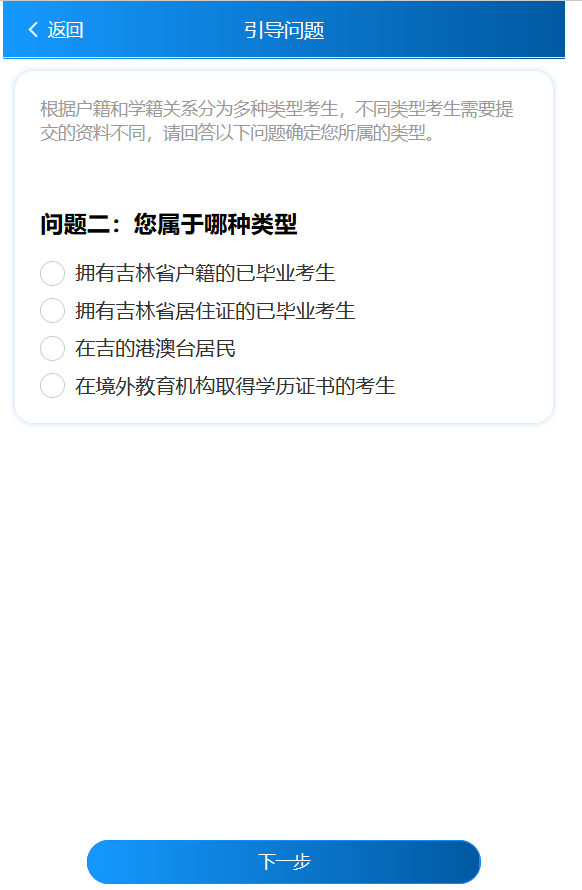 返回
引导问题
根据户籍和学籍关系分为多种类型考生，不同类型考生需要提
交的资料不同，请回答以下问题确定您所属的类型。
问题二：您属于哪种类型
拥有吉林省户籍的已毕业考生
拥有吉林省居住证的已毕业考生
在吉的港澳台居民
在境外教育机构取得学历证书的考生
下一步